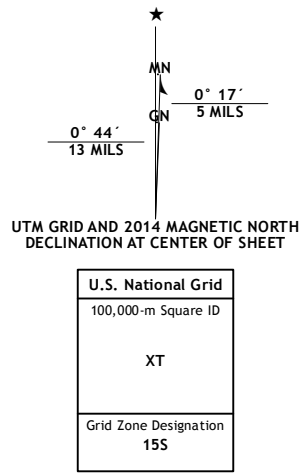 ★
MN
GN
0° 17´
5 MILS
0° 44´
13 MILS
UTM GRID AND 2014 MAGNETIC NORTH
DECLINATION AT CENTER OF SHEET
U.S. National Grid
100,000-m Square ID
XT
Grid Zone Designation
15S